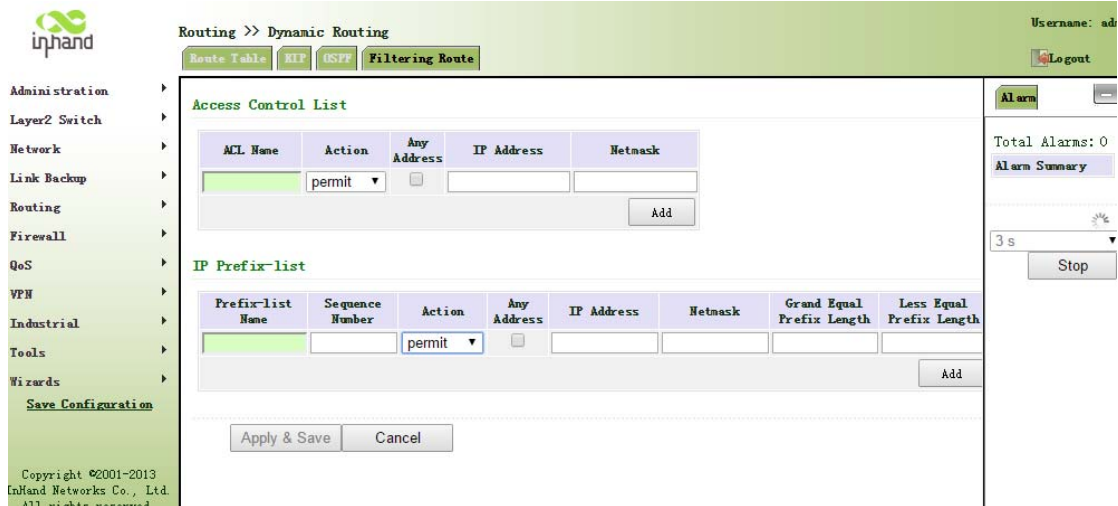 inhand
Routing >> Dynamic Routing
Username:
Route Table RIP OSPF Filtering Route
Logout
Administration
Layer2 Switch
Network
Link Backup
Routing
Firewall
QoS
VPN
Industrial
Tools
Wizards
Save Configuration
Copyright ©2001-2013
InHand Networks Co., Ltd.
All rights reserved
Access Control List
ACL Name Action Any Address IP Address Netmask
permit
Add
IP Prefix-list
Prefix-list Name Sequence Number Action Any Address IP Address Netmask Grand Equal Prefix Length Less Equal Prefix Length
permit
Add
Apply & Save Cancel
Alarm
Total Alarms: 0
Alarm Summary
3 s
Stop